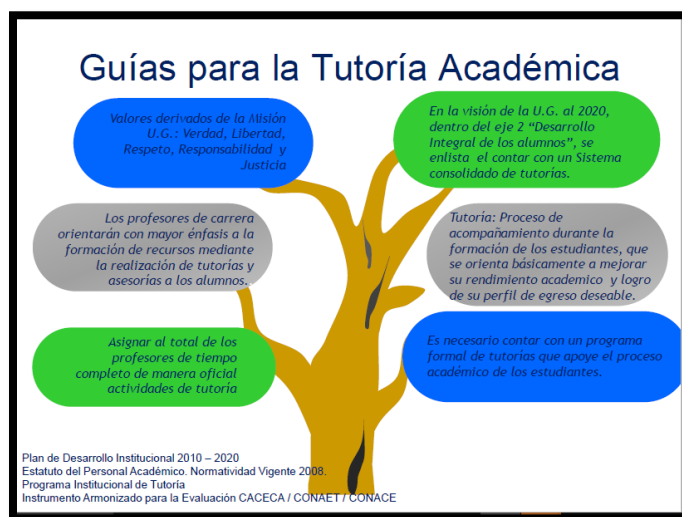 Guías para la Tutoría Académica
Valores derivados de la Misión
U.G.: Verdad, Libertad,
Respeto, Responsabilidad y
Justicia
En la visión de la U.G. al 2020,
dentro del eje 2 “Desarrollo
Integral de los alumnos”, se
enlista el contar con un Sistema
consolidado de tutorías.
Los profesores de carrera
orientarán con mayor énfasis a la
formación de recursos mediante
la realización de tutorías y
asesorías a los alumnos.
Tutoría: Proceso de
acompañamiento durante la
formación de los estudiantes, que
se orienta básicamente a mejorar
su rendimiento academico y logro
de su perfil de egreso deseable.
Asignar al total de los
profesores de tiempo
completo de manera oficial
actividades de tutoría
Es necesario contar con un programa
formal de tutorías que apoye el proceso
académico de los estudiantes.
Plan de Desarrollo Institucional 2010 – 2020
Estatuto del Personal Académico. Normatividad Vigente 2008.
Programa Institucional de Tutoría
Instrumento Armonizado para la Evaluación CACECA / CONAET / CONACE